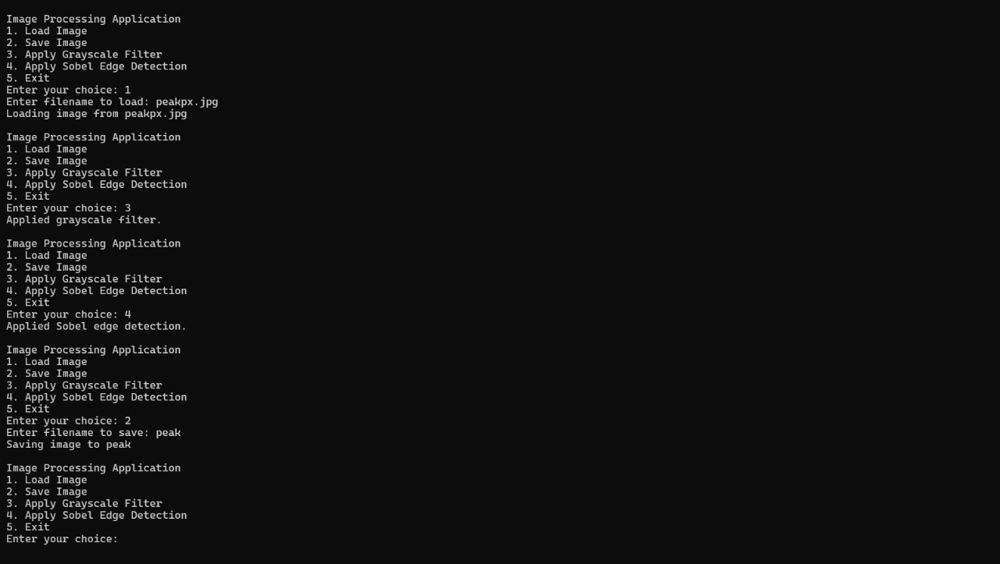 Image Processing Application
1. Load Image
2. Save Image
3. Apply Grayscale Filter
4. Apply Sobel Edge Detection
5. Exit
Enter your choice: 1
Enter filename to load: peakpx.jpg
Loading image from peakpx.jpg

Image Processing Application
1. Load Image
2. Save Image
3. Apply Grayscale Filter
4. Apply Sobel Edge Detection
5. Exit
Enter your choice: 3
Applied grayscale filter.

Image Processing Application
1. Load Image
2. Save Image
3. Apply Grayscale Filter
4. Apply Sobel Edge Detection
5. Exit
Enter your choice: 4
Applied Sobel edge detection.

Image Processing Application
1. Load Image
2. Save Image
3. Apply Grayscale Filter
4. Apply Sobel Edge Detection
5. Exit
Enter your choice: 2
Enter filename to save: peak
Saving image to peak

Image Processing Application
1. Load Image
2. Save Image
3. Apply Grayscale Filter
4. Apply Sobel Edge Detection
5. Exit
Enter your choice: